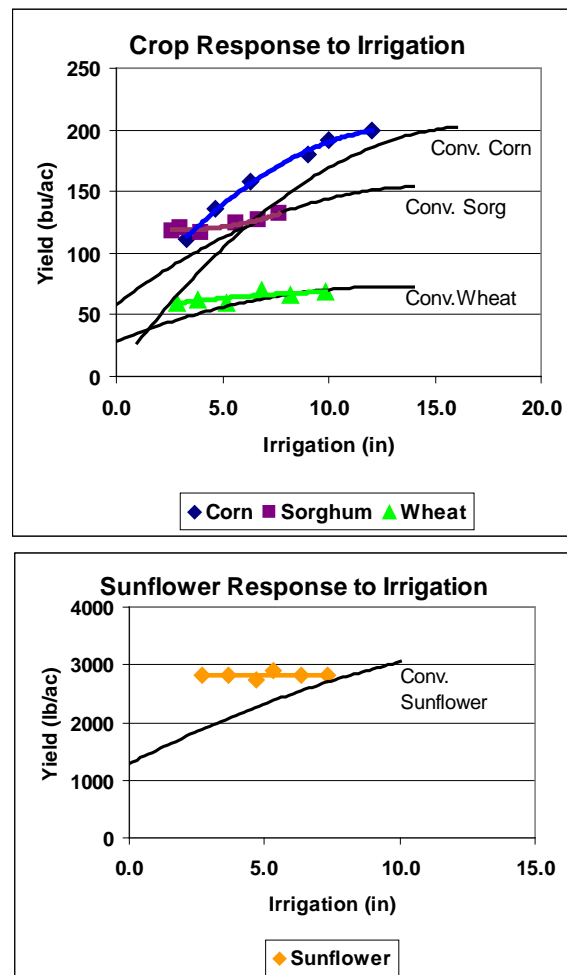 Crop Response to Irrigation
250
200
150
100
50
0
Yield (bu/ac)
Conv. Corn
Conv. Sorg
Conv.Wheat
0.0 5.0 10.0 15.0 20.0
Irrigation (in)
Corn Sorghum Wheat
Sunflower Response to Irrigation
4000
3000
2000
1000
0
Yield (lb/ac)
Conv.
Sunflower
0.0 5.0 10.0 15.0
Irrigation (in)
Sunflower